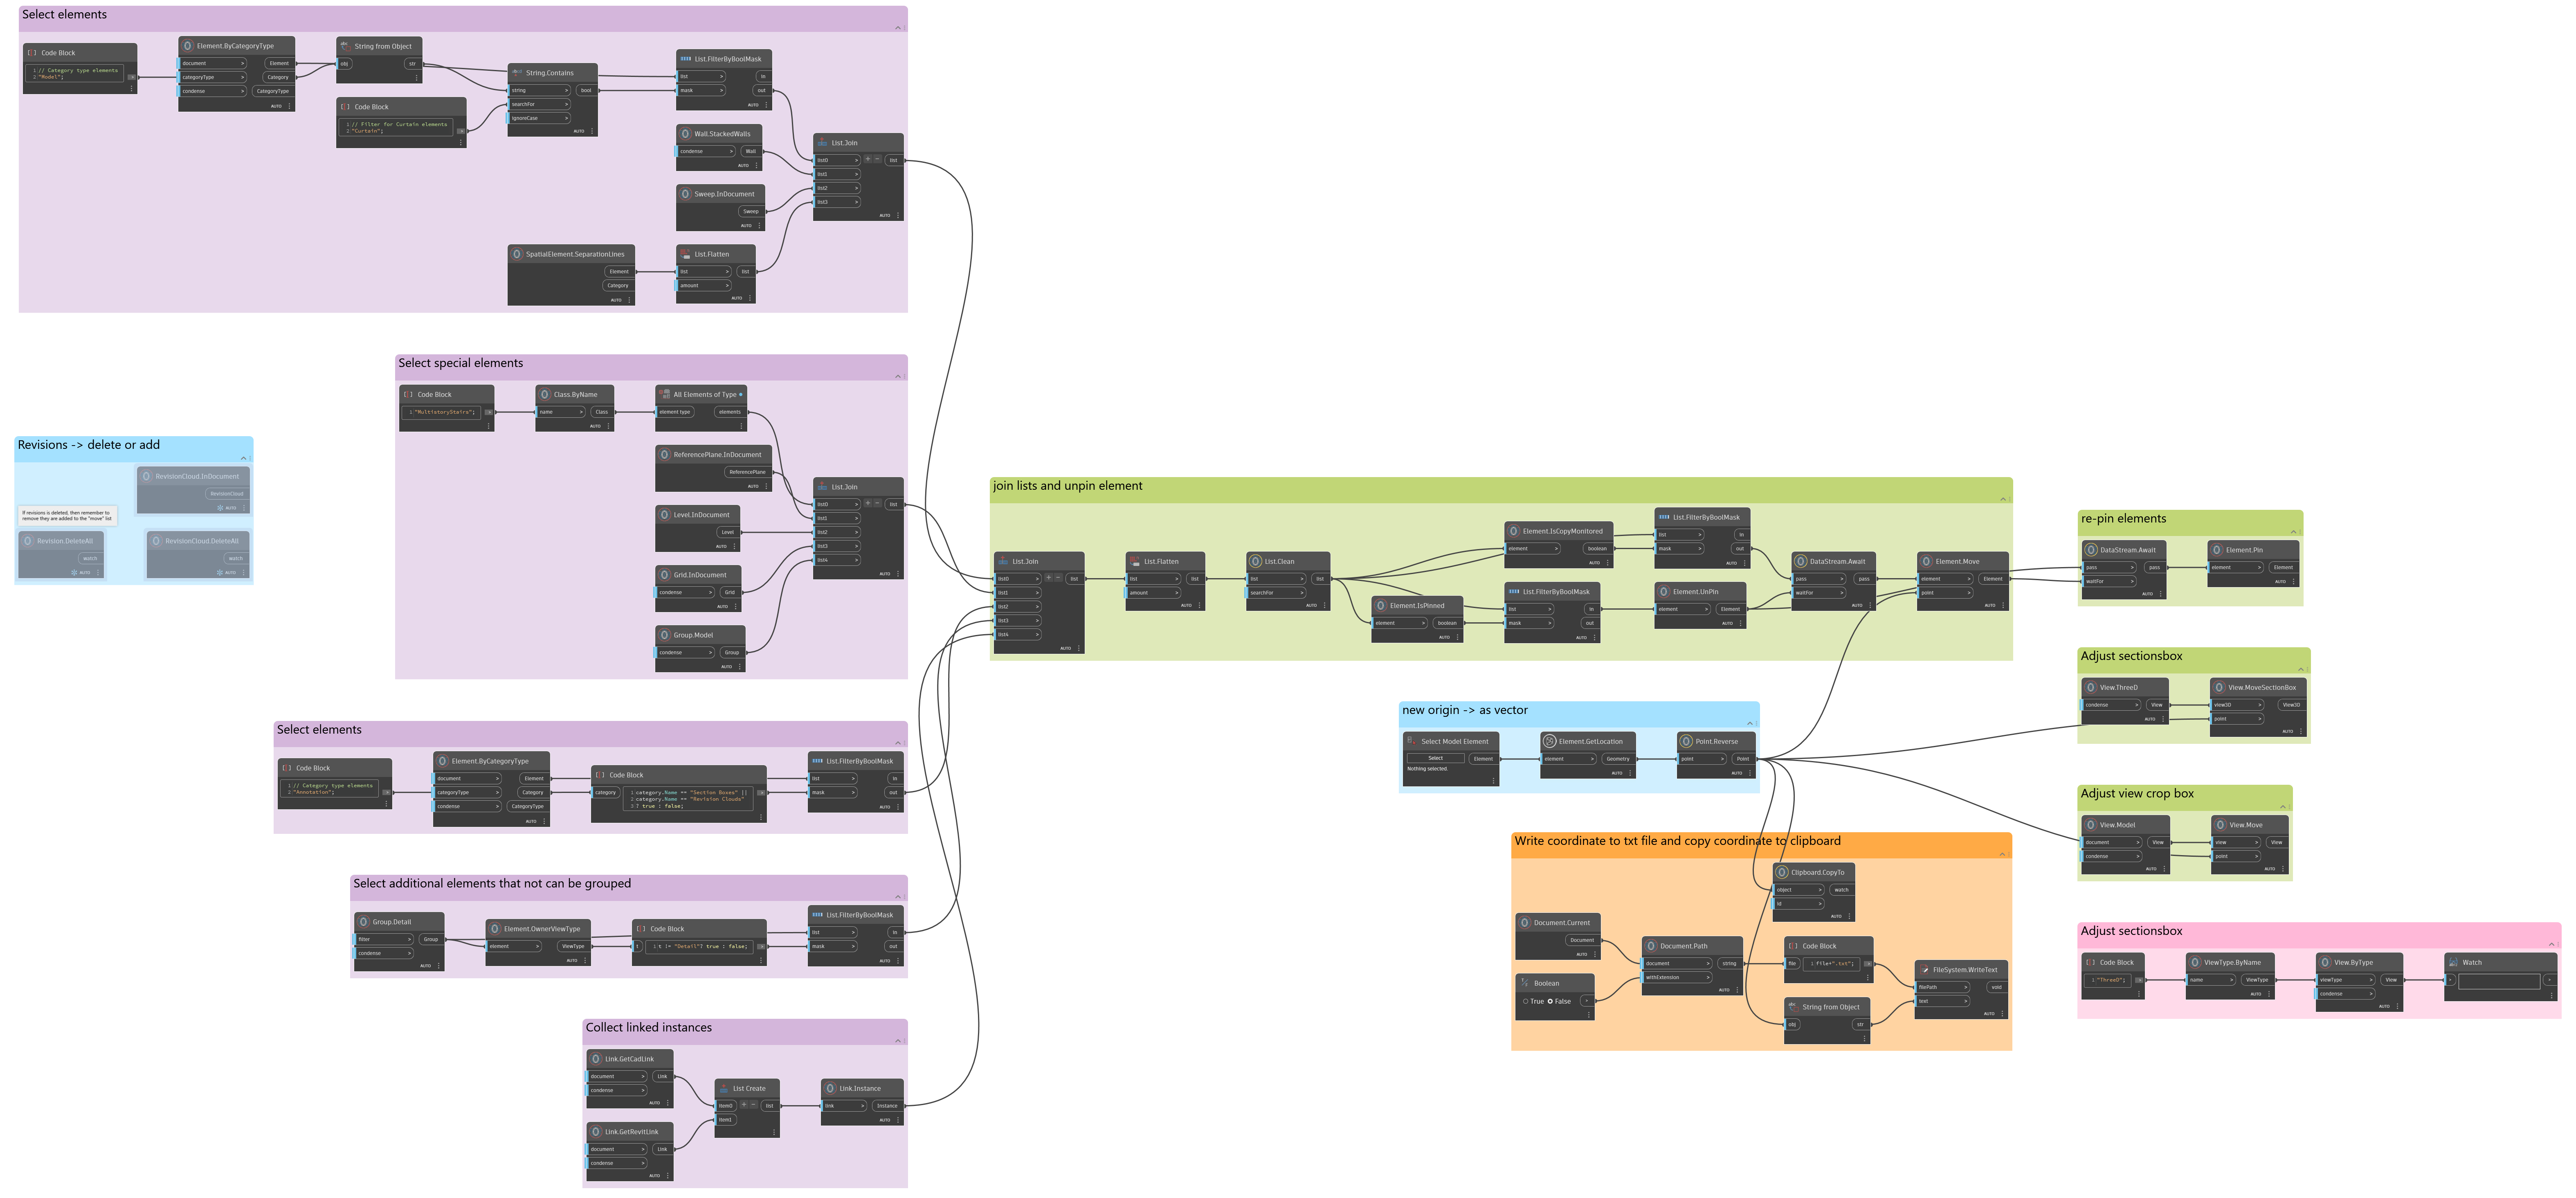 Select elements
Code Block
1 // Category type elements
2 "Model";
Element.ByCategoryType
document > Element
categoryType > Category
condense > CategoryType
AUTO
String from Object
obj str
Code Block
1 // Filter for Curtain elements
2 "Curtain";
String.Contains
string > bool
searchFor >
ignoreCase >
AUTO
List.FilterByBoolMask
list > in
mask > out
AUTO
Wall.StackedWalls
condense > Wall
AUTO
Sweep.InDocument
Sweep
AUTO
SpatialElement.SeparationLines
Element
Category
AUTO
List.Flatten
list > list
amount >
AUTO
List.Join
list0 > + − list
list1 >
list2 >
list3 >
AUTO
Select special elements
Code Block
1 "MultistoryStairs";
Class.ByName
name > Class
AUTO
All Elements of Type
element type elements
AUTO
ReferencePlane.InDocument
ReferencePlane
AUTO
Level.InDocument
Level
AUTO
Grid.InDocument
condense > Grid
AUTO
Group.Model
condense > Group
AUTO
List.Join
list0 > + − list
list1 >
list2 >
list3 >
list4 >
AUTO
Revisions -> delete or add
RevisionCloud.InDocument
RevisionCloud
AUTO
If revisions is deleted, then remember to
remove they are added to the "move" list
Revision.DeleteAll
watch
AUTO
RevisionCloud.DeleteAll
watch
AUTO
Select elements
Code Block
1 // Category type elements
2 "Annotation";
Element.ByCategoryType
document > Element
categoryType > Category
condense > CategoryType
AUTO
Code Block
category
1 category.Name == "Section Boxes" ||
2 category.Name == "Revision Clouds"
3 ? true : false;
List.FilterByBoolMask
list > in
mask > out
AUTO
Select additional elements that not can be grouped
Group.Detail
filter > Group
condense >
AUTO
Element.OwnerViewType
element > ViewType
AUTO
Code Block
t 1 t != "Detail"? true : false;
List.FilterByBoolMask
list > in
mask > out
AUTO
Collect linked instances
Link.GetCadLink
document > Link
condense >
AUTO
Link.GetRevitLink
document > Link
condense >
AUTO
List Create
item0 + − list
item1
Link.Instance
link > Instance
AUTO
join lists and unpin element
List.Join
list0 > + − list
list1 >
list2 >
list3 >
list4 >
AUTO
List.Flatten
list > list
amount >
AUTO
List.Clean
list > list
searchFor >
AUTO
Element.IsPinned
element > boolean
AUTO
Element.IsCopyMonitored
element > boolean
AUTO
List.FilterByBoolMask
list > in
mask > out
AUTO
List.FilterByBoolMask
list > in
mask > out
AUTO
Element.UnPin
element > Element
AUTO
DataStream.Await
pass > pass
waitFor >
AUTO
Element.Move
element > Element
point >
AUTO
new origin -> as vector
Select Model Element
Select Element
Nothing selected.
Element.GetLocation
element > Geometry
AUTO
Point.Reverse
point > Point
AUTO
Write coordinate to txt file and copy coordinate to clipboard
Clipboard.CopyTo
object > watch
id >
AUTO
Document.Current
Document
AUTO
Boolean
True False >
Document.Path
document > string
withExtension >
AUTO
Code Block
file 1 file+".txt";
String from Object
obj str
FileSystem.WriteText
filePath > void
text >
AUTO
re-pin elements
DataStream.Await
pass > pass
waitFor >
AUTO
Element.Pin
element > Element
AUTO
Adjust sectionsbox
View.ThreeD
condense > View
AUTO
View.MoveSectionBox
view3D > View3D
point >
AUTO
Adjust view crop box
View.Model
document > View
condense >
AUTO
View.Move
view > View
point >
AUTO
Adjust sectionsbox
Code Block
1 "ThreeD";
ViewType.ByName
name > ViewType
AUTO
View.ByType
viewType > View
condense >
AUTO
Watch
> >